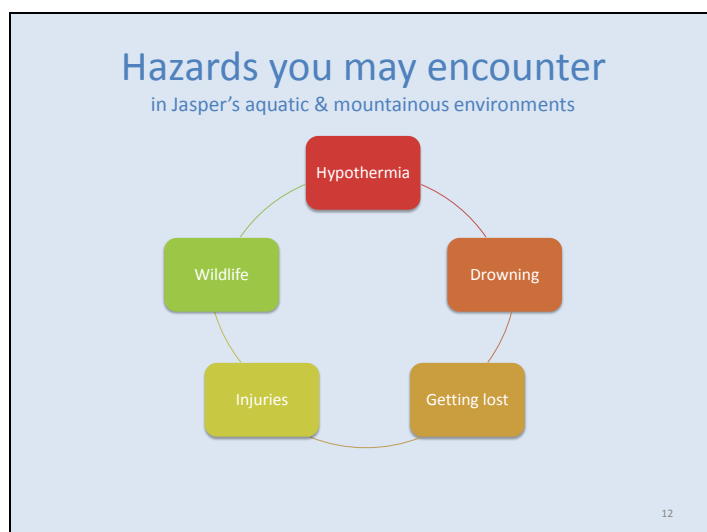 Hazards you may encounter
in Jasper's aquatic & mountainous environments
Hypothermia
Drowning
Getting lost
Injuries
Wildlife
12